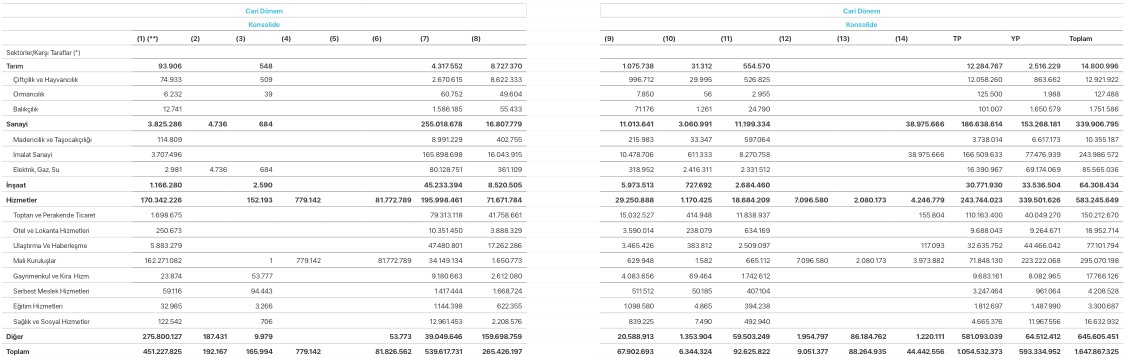 Cari Dönem Cari Dönem
Konsolide Konsolide
(1) (**) (2) (3) (4) (5) (6) (7) (8) (9) (10) (11) (12) (13) (14) TP YP Toplam
Sektörler/Karşı Taraflar (*)
Tarım 93.906 548 4.317.552 8.727.370 1.075.738 31.312 554.570 12.284.767 2.516.229 14.800.996
Çiftçilik ve Hayvancılık 74.933 509 2.670.615 8.622.333 996.712 29.995 526.825 12.058.260 863.662 12.921.922
Ormancılık 6.232 39 60.752 49.604 7.850 56 2.955 125.500 1.988 127.488
Balıkçılık 12.741 1.586.185 55.433 71.176 1.261 24.790 101.007 1.650.579 1.751.586
Sanayi 3.825.286 4.736 684 255.018.678 16.807.779 11.013.641 3.060.991 11.199.334 38.975.666 186.638.614 153.268.181 339.906.795
Madencilik ve Taşocakçılığı 114.809 8.991.229 402.755 215.983 33.347 597.064 3.738.014 6.617.173 10.355.187
İmalat Sanayi 3.707.496 165.898.698 16.043.915 10.478.706 611.333 8.270.758 38.975.666 166.509.633 77.476.939 243.986.572
Elektrik, Gaz, Su 2.981 4.736 684 80.128.751 361.109 318.952 2.416.311 2.331.512 16.390.967 69.174.069 85.565.036
İnşaat 1.166.280 2.590 45.233.394 8.520.505 5.973.513 727.692 2.684.460 30.771.930 33.536.504 64.308.434
Hizmetler 170.342.226 152.193 779.142 81.772.789 195.998.461 71.671.784 29.250.888 1.170.425 18.684.209 7.096.580 2.080.173 4.246.779 243.744.023 339.501.626 583.245.649
Toptan ve Perakende Ticaret 1.698.675 79.313.118 41.758.661 15.032.527 414.948 11.838.937 155.804 110.163.400 40.049.270 150.212.670
Otel ve Lokanta Hizmetleri 250.673 10.351.450 3.888.329 3.590.014 238.079 634.169 9.688.043 9.264.671 18.952.714
Ulaştırma Ve Haberleşme 5.883.279 47.480.801 17.262.286 3.465.426 383.812 2.509.097 117.093 32.635.752 44.466.042 77.101.794
Mali Kuruluşlar 162.271.082 1 779.142 81.772.789 34.149.134 1.650.773 629.948 1.582 665.112 7.096.580 2.080.173 3.973.882 71.848.130 223.222.068 295.070.198
Gayrimenkul ve Kira. Hizm. 23.874 53.777 9.180.663 2.612.080 4.083.656 69.464 1.742.612 9.683.161 8.082.965 17.766.126
Serbest Meslek Hizmetleri 59.116 94.443 1.417.444 1.668.724 511.512 50.185 407.104 3.247.464 961.064 4.208.528
Eğitim Hizmetleri 32.985 3.266 1.144.398 622.355 1.098.580 4.865 394.238 1.812.697 1.487.990 3.300.687
Sağlık ve Sosyal Hizmetler 122.542 706 12.961.453 2.208.576 839.225 7.490 492.940 4.665.376 11.967.556 16.632.932
Diğer 275.800.127 187.431 9.979 53.773 39.049.646 159.698.759 20.588.913 1.353.904 59.503.249 1.954.797 86.184.762 1.220.111 581.093.039 64.512.412 645.605.451
Toplam 451.227.825 192.167 165.994 779.142 81.826.562 539.617.731 265.426.197 67.902.693 6.344.324 92.625.822 9.051.377 88.264.935 44.442.556 1.054.532.373 593.334.952 1.647.867.325